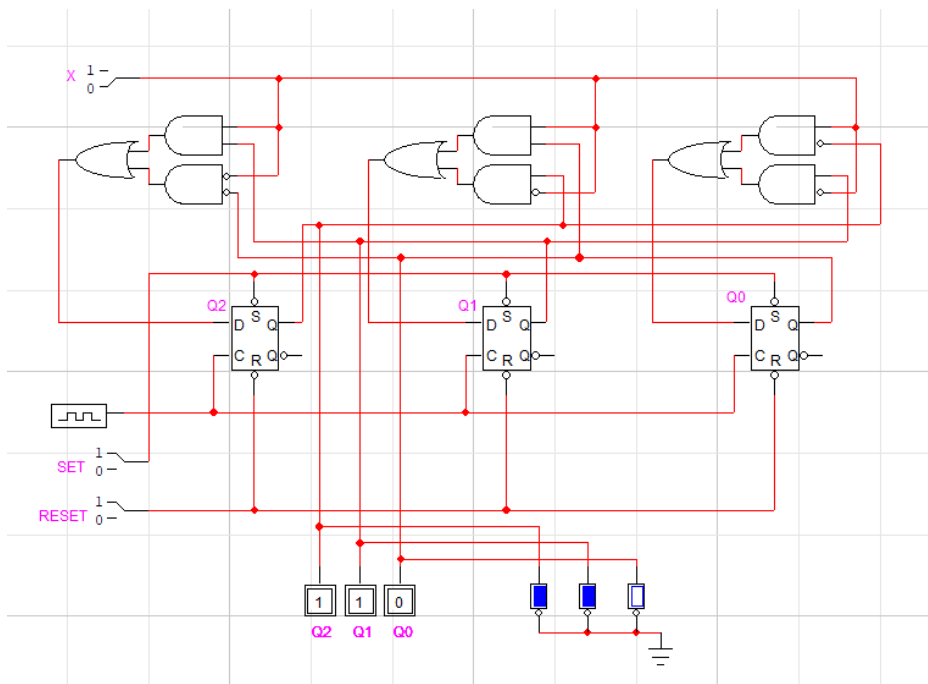 X 1
0
Q2
Q1
Q0
S
D Q
C R Q
S
D Q
C R Q
S
D Q
C R Q
SET 1
0
RESET 1
0
1 1 0
Q2 Q1 Q0